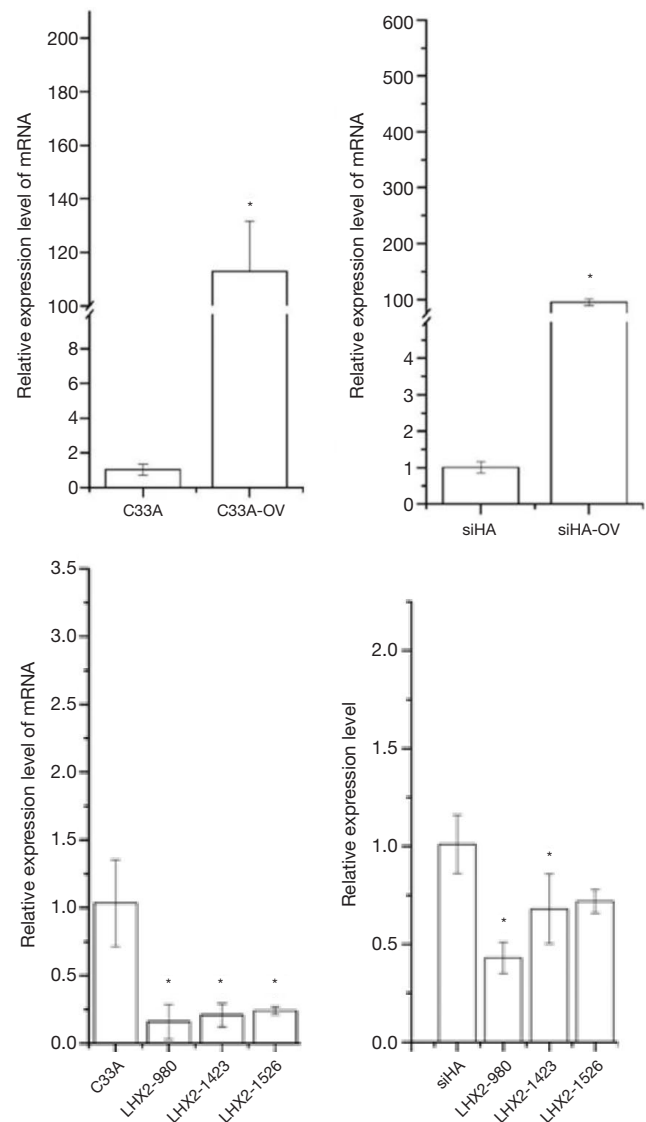 Relative expression level of mRNA
200
180
160
140
120
100
8
6
4
2
0
*
C33A
C33A-OV
Relative expression level of mRNA
600
500
400
300
200
100
4
3
2
1
0
*
siHA
siHA-OV
Relative expression level of mRNA
3.5
3.0
2.5
2.0
1.5
1.0
0.5
0.0
* * *
C33A
LHX2-980
LHX2-1423
LHX2-1526
Relative expression level
2.0
1.5
1.0
0.5
0.0
*
*
siHA
LHX2-980
LHX2-1423
LHX2-1526